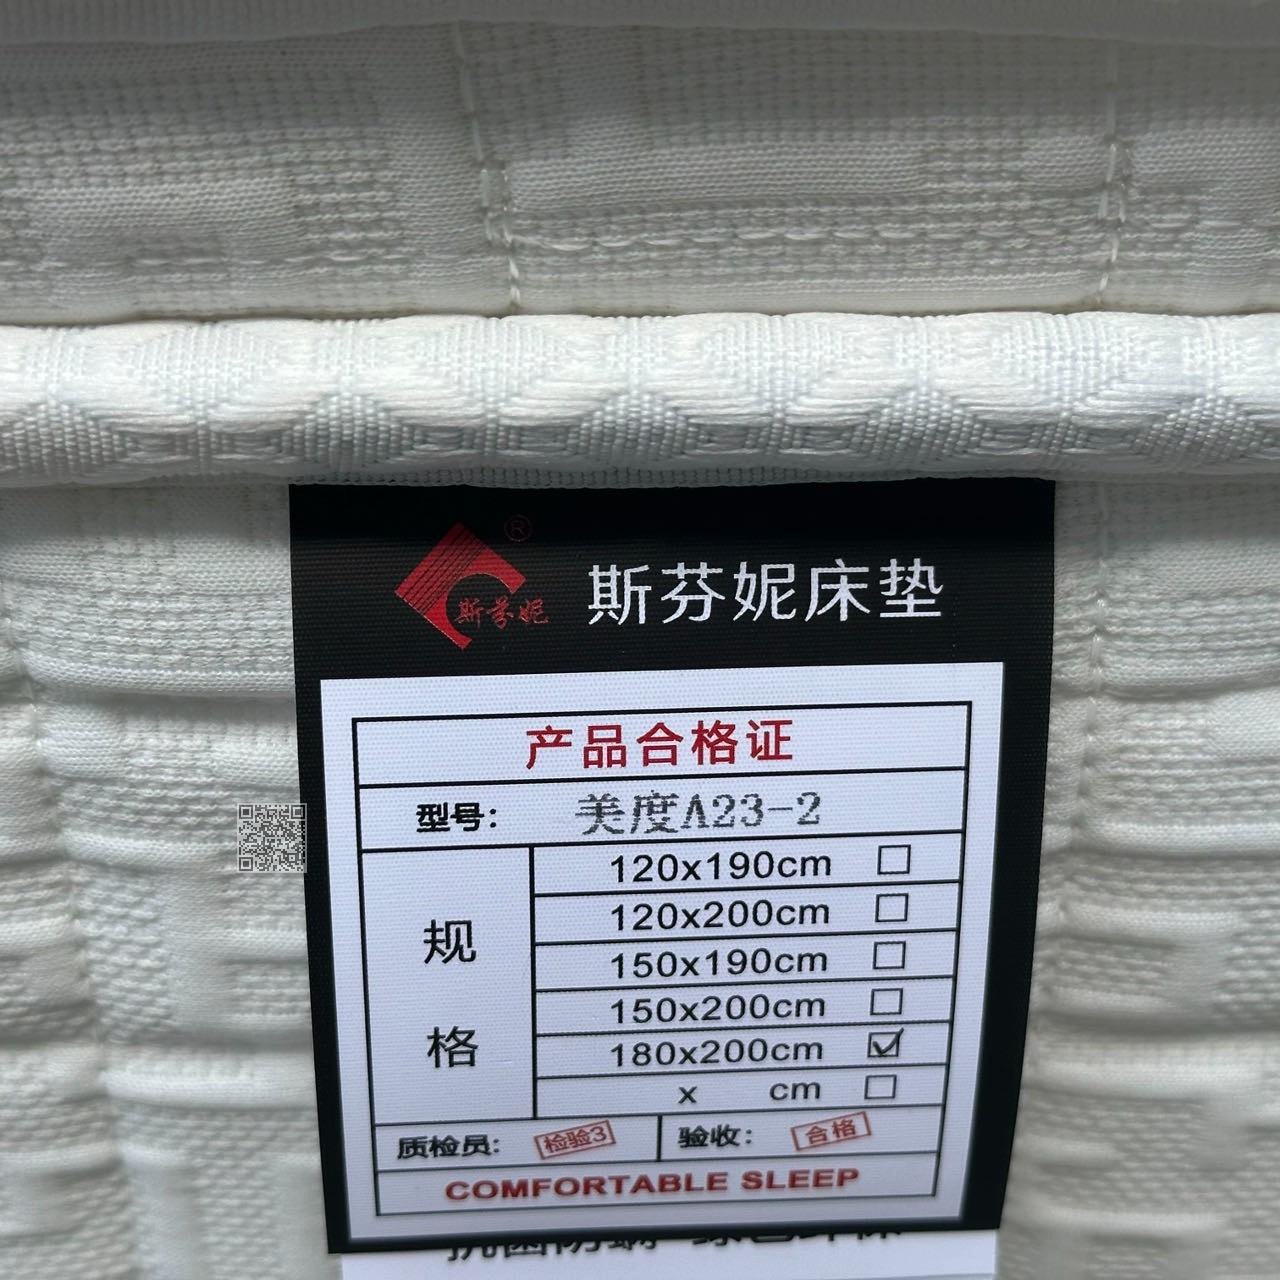 ®
斯芬妮
斯芬妮床垫
产品合格证
型号: 美度A23-2
规格
120x190cm
120x200cm
150x190cm
150x200cm
180x200cm
x cm
质检员: 检验3 验收: 合格
COMFORTABLE SLEEP